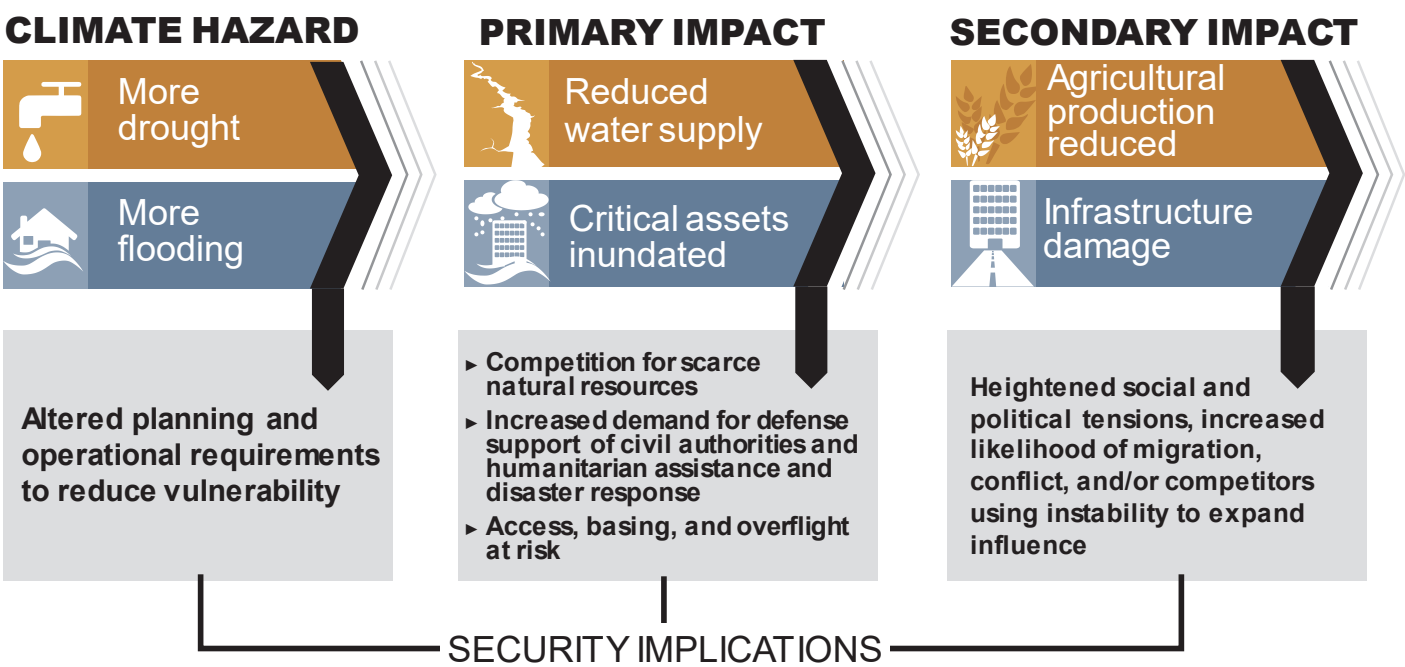 CLIMATE HAZARD
More
drought
More
flooding
Altered planning and
operational requirements
to reduce vulnerability
PRIMARY IMPACT
Reduced
water supply
Critical assets
inundated
► Competition for scarce
natural resources
► Increased demand for defense
support of civil authorities and
humanitarian assistance and
disaster response
► Access, basing, and overflight
at risk
SECONDARY IMPACT
Agricultural
production
reduced
Infrastructure
damage
Heightened social and
political tensions, increased
likelihood of migration,
conflict, and/or competitors
using instability to expand
influence
SECURITY IMPLICATIONS